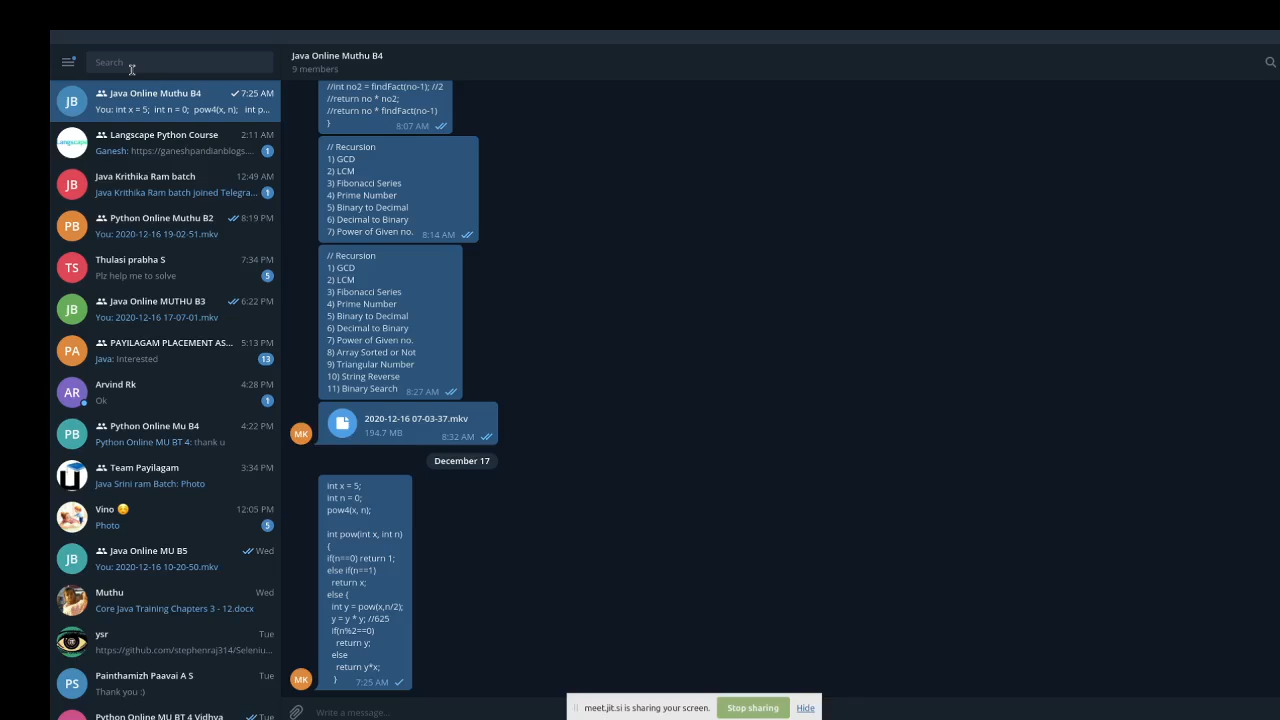 Search
Java Online Muthu B4 7:25 AM
You: int x = 5; int n = 0; pow4(x, n); int p...
Langscape Python Course 2:11 AM
Ganesh: https://ganeshpandianblogs.... 1
Java Krithika Ram batch 12:49 AM
Java Krithika Ram batch joined Telegra... 1
Python Online Muthu B2 8:19 PM
You: 2020-12-16 19-02-51.mkv
Thulasi prabha S 7:34 PM
Plz help me to solve 5
Java Online MUTHU B3 6:22 PM
You: 2020-12-16 17-07-01.mkv
PAYILAGAM PLACEMENT AS... 5:13 PM
Java: Interested 13
Arvind Rk 4:28 PM
Ok 1
Python Online Mu B4 4:22 PM
Python Online MU BT 4: thank u
Team Payilagam 3:34 PM
Java Srini ram Batch: Photo
Vino ☺️ 12:05 PM
Photo 5
Java Online MU B5 Wed
You: 2020-12-16 10-20-50.mkv
Muthu Wed
Core Java Training Chapters 3 - 12.docx
ysr Tue
https://github.com/stephenraj314/Seleniu...
Painthamizh Paavai A S Tue
Thank you :)
Python Online MU BT 4 Vidhya Tue
JB
Langscape
JB
PB
TS
JB
PA
AR
PB
JB
PS
Java Online Muthu B4
9 members
//int no2 = findFact(no-1); //2
//return no * no2;
//return no * findFact(no-1)
}
8:07 AM
// Recursion
1) GCD
2) LCM
3) Fibonacci Series
4) Prime Number
5) Binary to Decimal
6) Decimal to Binary
7) Power of Given no. 8:14 AM
// Recursion
1) GCD
2) LCM
3) Fibonacci Series
4) Prime Number
5) Binary to Decimal
6) Decimal to Binary
7) Power of Given no.
8) Array Sorted or Not
9) Triangular Number
10) String Reverse
11) Binary Search 8:27 AM
2020-12-16 07-03-37.mkv
194.7 MB 8:32 AM
MK
December 17
int x = 5;
int n = 0;
pow4(x, n);
int pow(int x, int n)
{
if(n==0) return 1;
else if(n==1)
return x;
else {
int y = pow(x,n/2);
y = y * y; //625
if(n%2==0)
return y;
else
return y*x;
}
7:25 AM
MK
Write a message...
meet.jit.si is sharing your screen. Stop sharing Hide